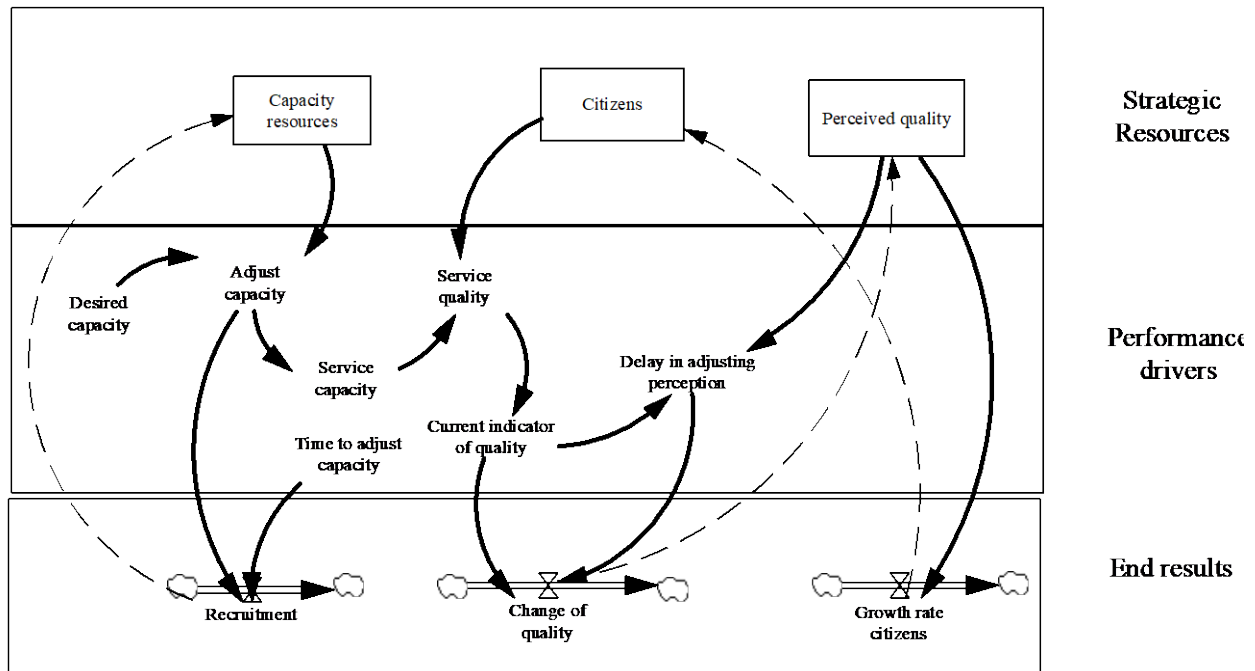 Capacity
resources
Citizens
Perceived quality
Strategic
Resources
Desired
capacity
Adjust
capacity
Service
quality
Service
capacity
Delay in adjusting
perception
Time to adjust
capacity
Current indicator
of quality
Performance
drivers
Recruitment
Change of
quality
Growth rate
citizens
End results